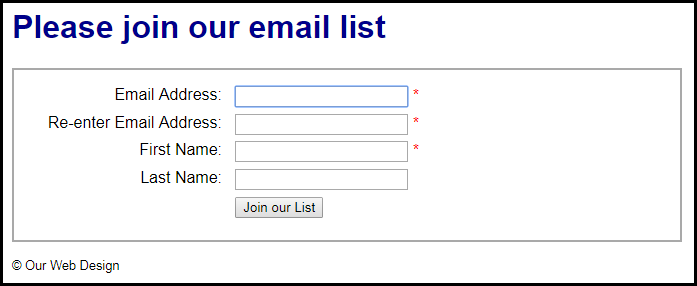 Please join our email list
Email Address: *
Re-enter Email Address: *
First Name: *
Last Name:
Join our List
© Our Web Design